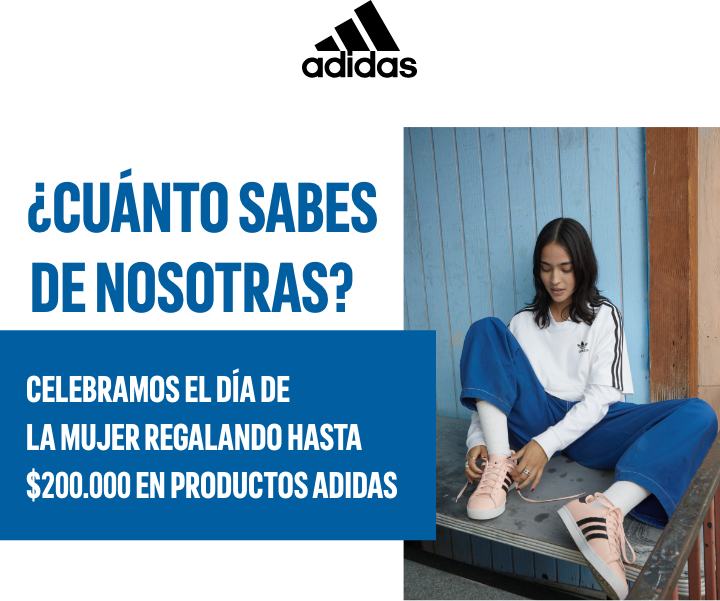 adidas
¿CUÁNTO SABES
DE NOSOTRAS?
CELEBRAMOS EL DÍA DE
LA MUJER REGALANDO HASTA
$200.000 EN PRODUCTOS ADIDAS